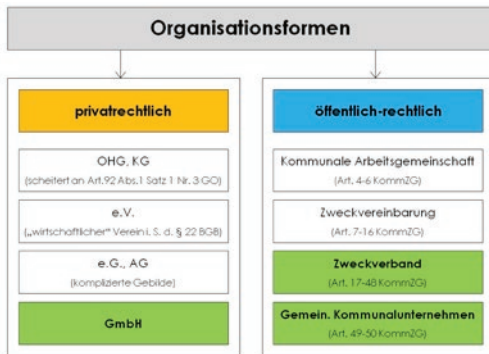 Organisationsformen
privatrechtlich
OHG, KG
(scheitert an Art.92 Abs.1 Satz 1 Nr. 3 GO)
e.V.
(„wirtschaftlicher" Verein i. S. d. § 22 BGB)
e.G., AG
(komplizierte Gebilde)
GmbH
öffentlich-rechtlich
Kommunale Arbeitsgemeinschaft
(Art. 4-6 KommZG)
Zweckvereinbarung
(Art. 7-16 KommZG)
Zweckverband
(Art. 17-48 KommZG)
Gemein. Kommunalunternehmen
(Art. 49-50 KommZG)